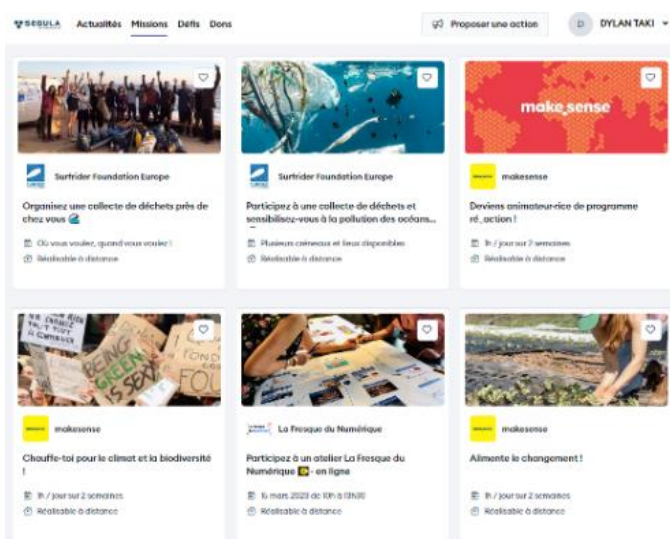 SEGULA Actualités Missions Défis Dons Proposer une action D DYLAN TAKI
make_sense
Surfrider Foundation Europe
Surfrider Foundation Europe
makesense
Organisez une collecte de déchets près de
chez vous
Participez à une collecte de déchets et
sensibilisez-vous à la pollution des océans...
Deviens animateur·rice de programme
ré_action !
Où vous voulez, quand vous voulez !
Réalisable à distance
Plusieurs créneaux et lieux disponibles
Réalisable à distance
1h / jour sur 2 semaines
Réalisable à distance
BEING
GREEN
IS SEXY
makesense
La Fresque du Numérique
makesense
Chauffe-toi pour le climat et la biodiversité
!
Participez à un atelier La Fresque du
Numérique - en ligne
Alimente le changement !
1h / jour sur 2 semaines
Réalisable à distance
15 mars 2023 de 10h à 13h30
Réalisable à distance
1h / jour sur 2 semaines
Réalisable à distance